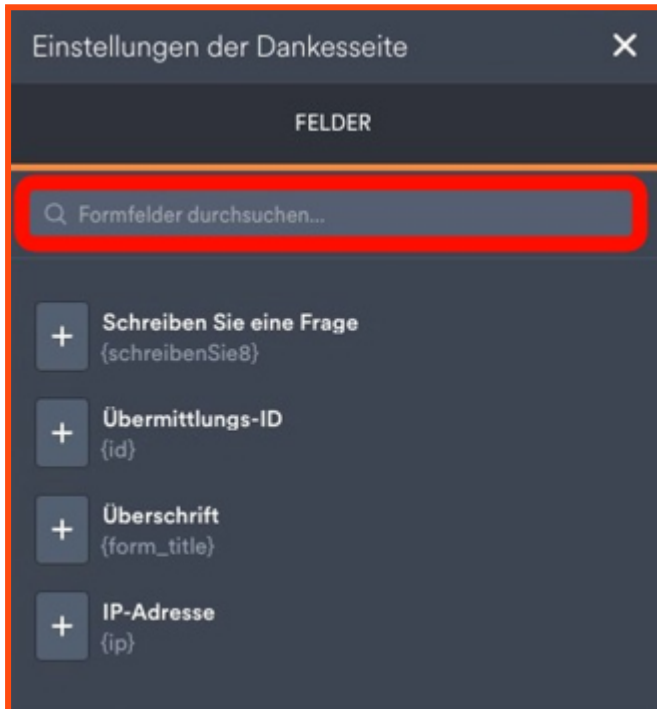 Einstellungen der Dankesseite
FELDER
Formfelder durchsuchen...
Schreiben Sie eine Frage
{schreibenSie8}
Übermittlungs-ID
{id}
Überschrift
{form_title}
IP-Adresse
{ip}